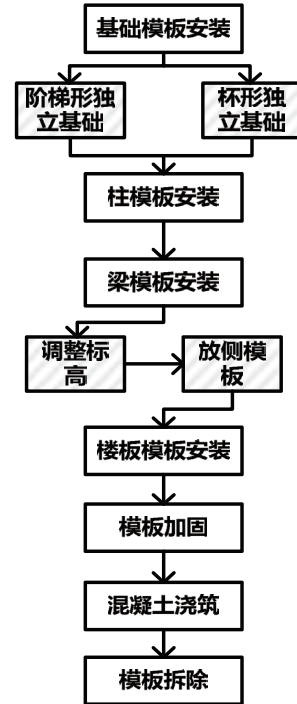 基础模板安装
阶梯形独
立基础
杯形独
立基础
柱模板安装
梁模板安装
调整标
高
放侧模
板
楼板模板安装
模板加固
混凝土浇筑
模板拆除